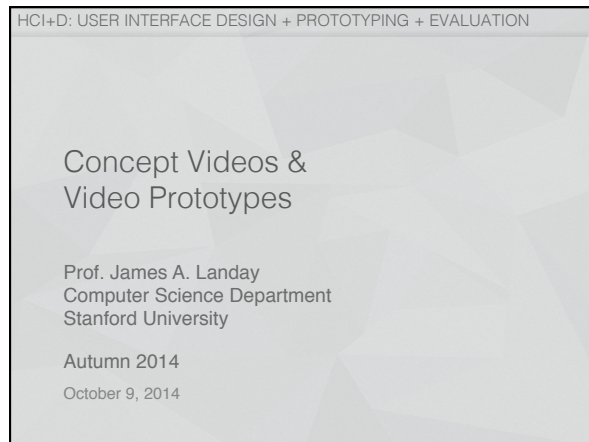 HCI+D: USER INTERFACE DESIGN + PROTOTYPING + EVALUATION
Concept Videos &
Video Prototypes
Prof. James A. Landay
Computer Science Department
Stanford University
Autumn 2014
October 9, 2014